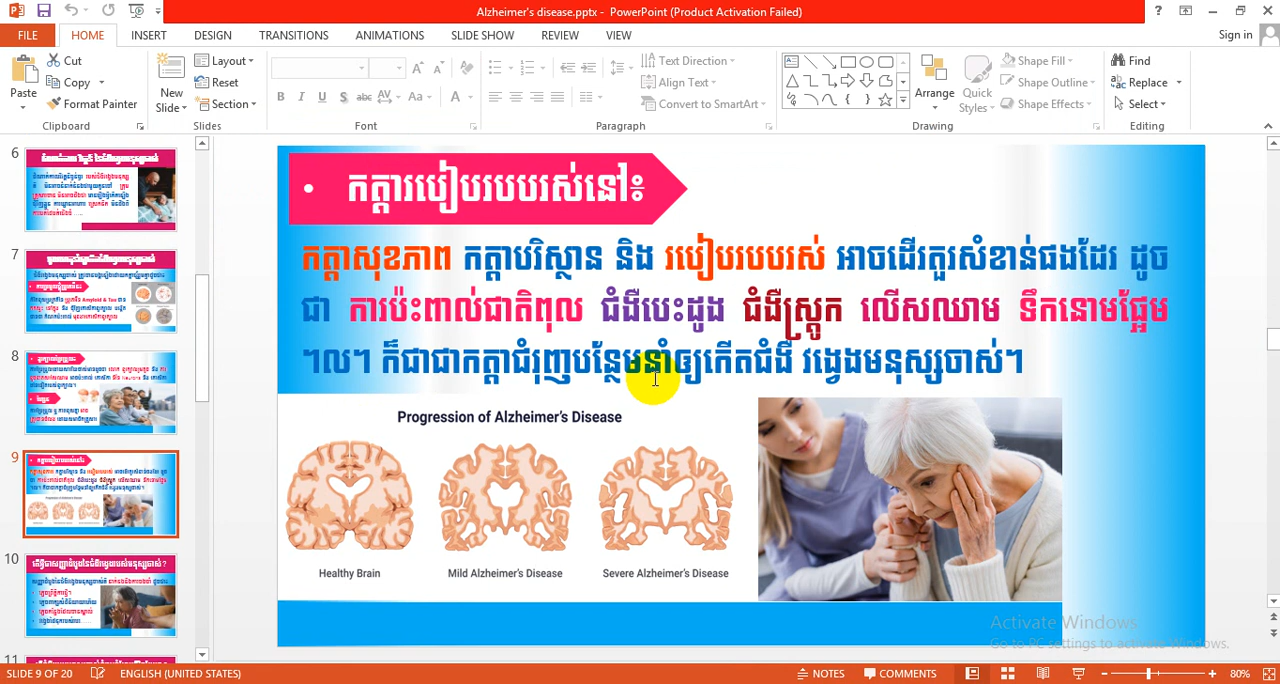 Alzheimer's disease.pptx - PowerPoint (Product Activation Failed)
Sign in
FILE HOME INSERT DESIGN TRANSITIONS ANIMATIONS SLIDE SHOW REVIEW VIEW
Paste
Cut
Copy
Format Painter
Clipboard
New Slide
Layout
Reset
Section
Slides
Font
Text Direction
Align Text
Convert to SmartArt
Paragraph
Arrange
Quick Styles
Shape Fill
Shape Outline
Shape Effects
Drawing
Find
Replace
Select
Editing
6
7
8
9
10
11
• កត្តារបៀបរបបរស់នៅ៖
កត្តាសុខភាព កត្តាបរិស្ថាន និង របៀបរបបរស់ អាចដើរតួរសំខាន់ផងដែរ ដូច
ជា ការប៉ះពាល់ជាតិពុល ជំងឺបេះដូង ជំងឺស្ត្រូក លើសឈាម ទឹកនោមផ្អែម
។ល។ ក៏ជាជាកត្តាជំរុញបន្ថែមនាំឲ្យកើតជំងឺ វង្វេងមនុស្សចាស់។
Progression of Alzheimer's Disease
Healthy Brain
Mild Alzheimer's Disease
Severe Alzheimer's Disease
Activate Windows
Go to PC settings to activate Windows.
SLIDE 9 OF 20 ENGLISH (UNITED STATES) NOTES COMMENTS 80%